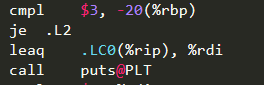 cmpl $3, -20(%rbp)
je .L2
leaq .LC0(%rip), %rdi
call puts@PLT